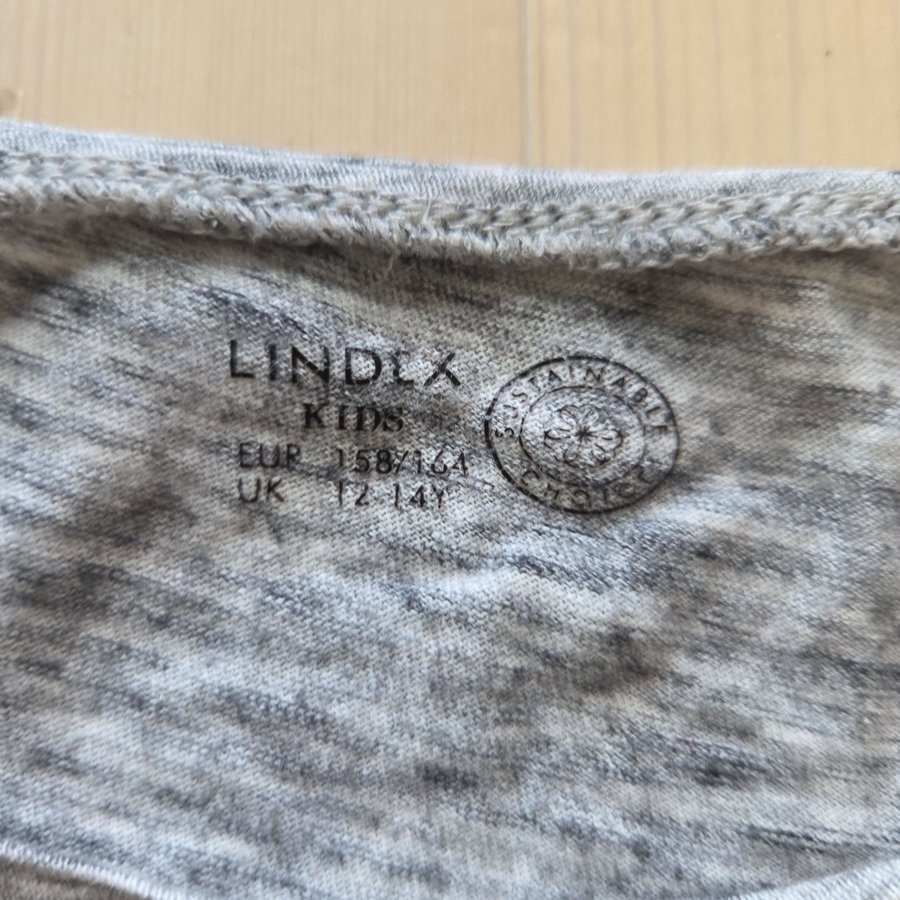 LINDEX
KIDS
EUR 158/164
UK 12-14Y
SUSTAINABLE CHOICE